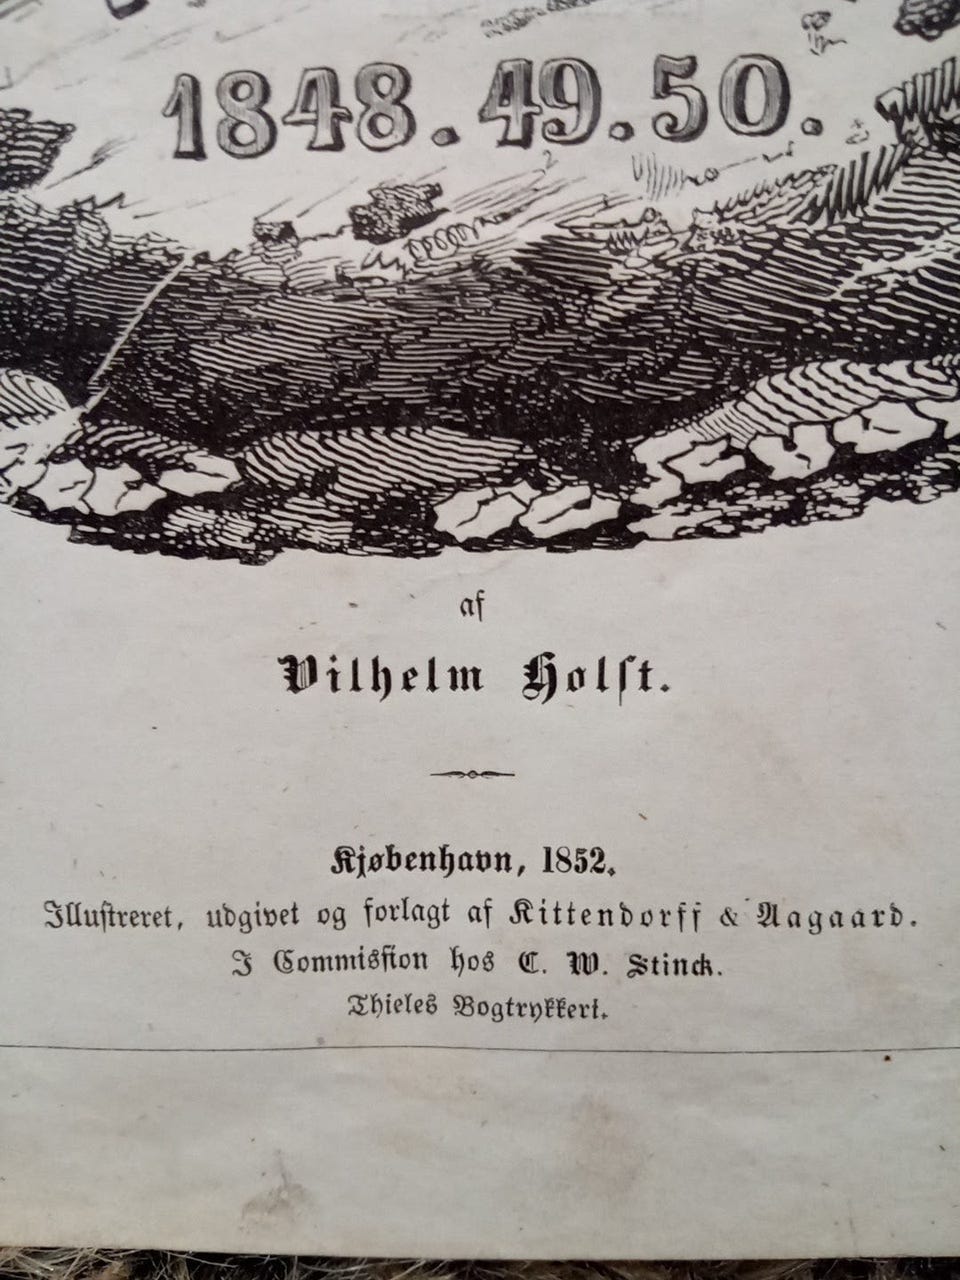 1848. 49. 50.
af
Vilhelm Holst.
Kjøbenhavn, 1852.
Illustreret, udgivet og forlagt af Kittendorff & Aagaard.
I Commission hos C. W. Stinck.
Thieles Bogtrykkeri.